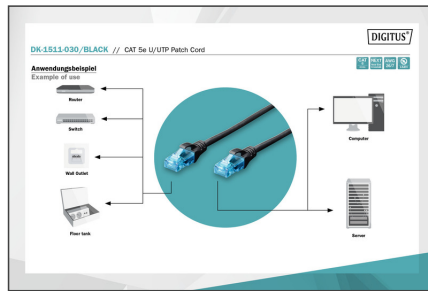 DIGITUS®
DK-1511-030/BLACK // CAT 5e U/UTP Patch Cord
Anwendungsbeispiel
Example of use
Router
Switch
Wall Outlet
Floor tank
Computer
Server